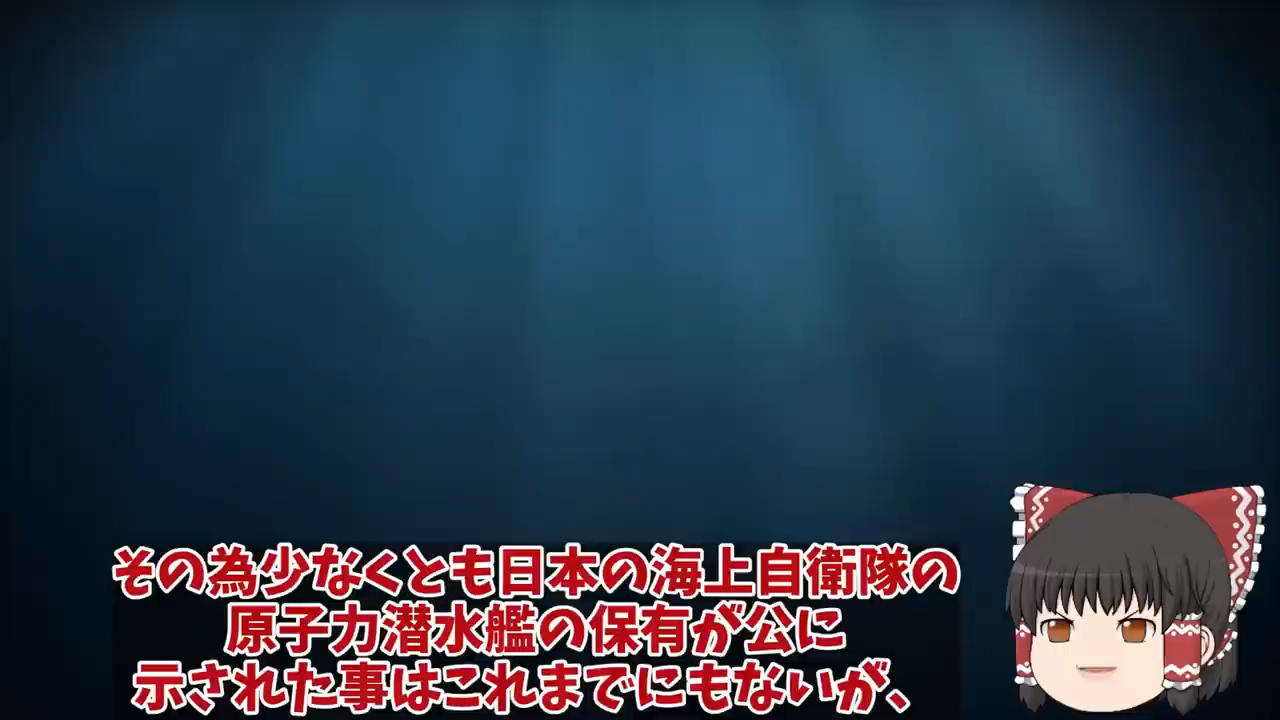 その為少なくとも日本の海上自衛隊の
原子力潜水艦の保有が公に
示された事はこれまでにもないが、